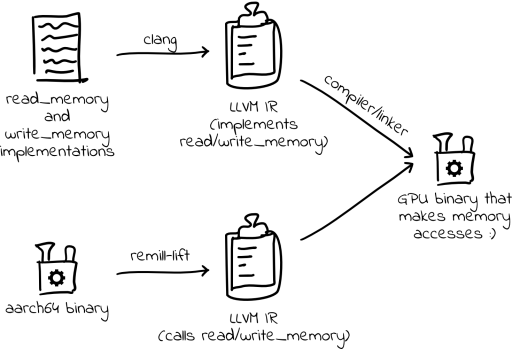 clang
read_memory
and
write_memory
implementations
LLVM IR
(implements
read/write_memory)
compiler/linker
GPU binary that
makes memory
accesses :)
remill-lift
aarch64 binary
LLVM IR
(calls read/write_memory)